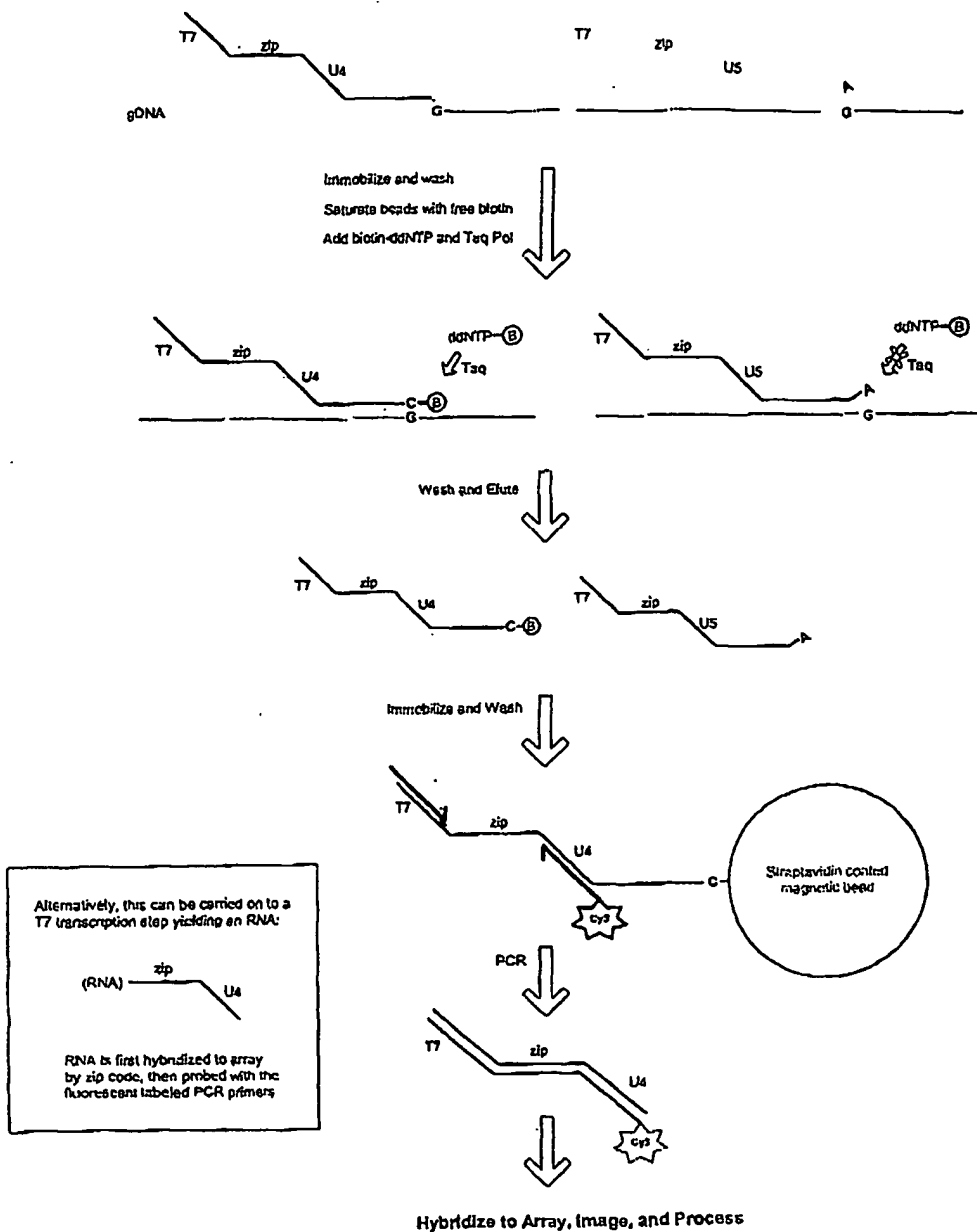 T7
zip
U4
T7
zip
U5
A
gDNA
G
G
Immobilize and wash
Saturate beads with free biotin
Add biotin-ddNTP and Taq Pol
T7
zip
U4
ddNTP-B
Taq
C-B
G
T7
zip
U5
ddNTP-B
Taq
A
G
Wash and Elute
T7
zip
U4
C-B
T7
zip
U5
A
Immobilize and Wash
T7
zip
U4
C
Cy3
Streptavidin coated
magnetic bead
Alternatively, this can be carried on to a
T7 transcription step yielding an RNA:
zip
(RNA)
U4
RNA is first hybridized to array
by zip code, then probed with the
fluorescent labeled PCR primers
PCR
T7
zip
U4
Cy3
Hybridize to Array, Image, and Process